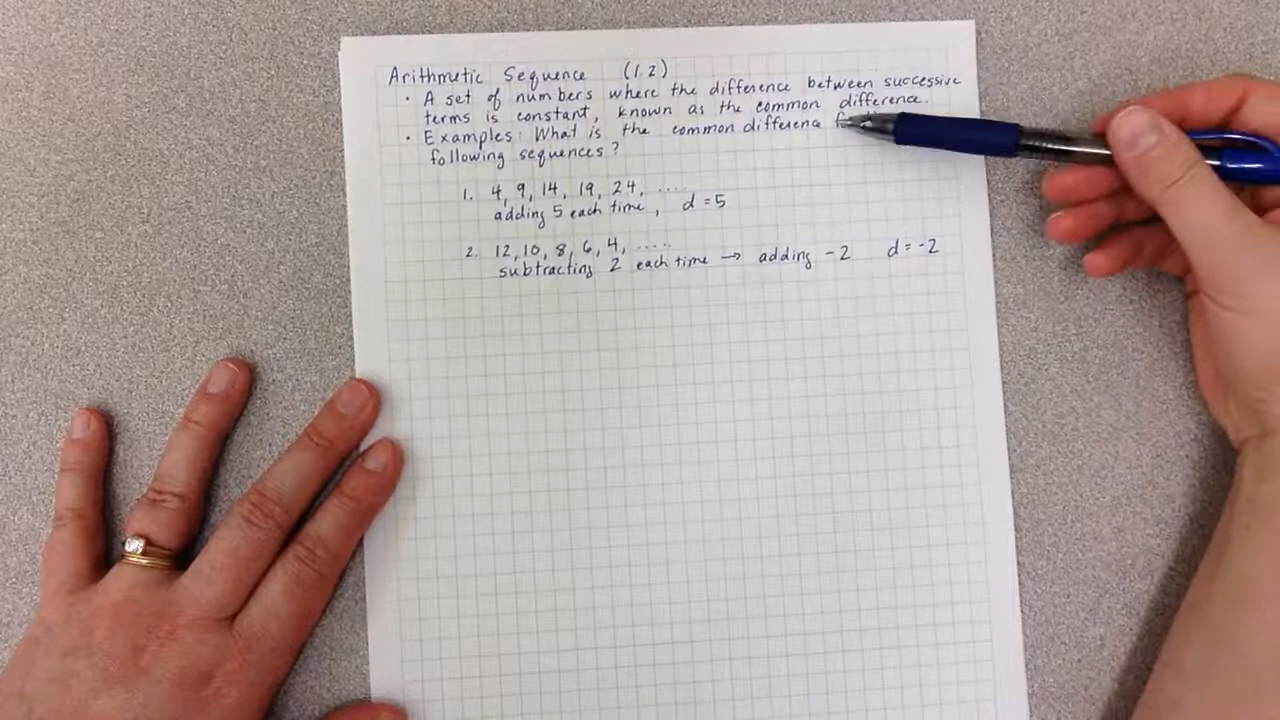 Arithmetic Sequence (1.2)
• A set of numbers where the difference between successive
terms is constant, known as the common difference.
• Examples: What is the common difference
following sequences?
1. 4, 9, 14, 19, 24, ....
adding 5 each time, d = 5
2. 12, 10, 8, 6, 4, ....
subtracting 2 each time → adding -2 d = -2